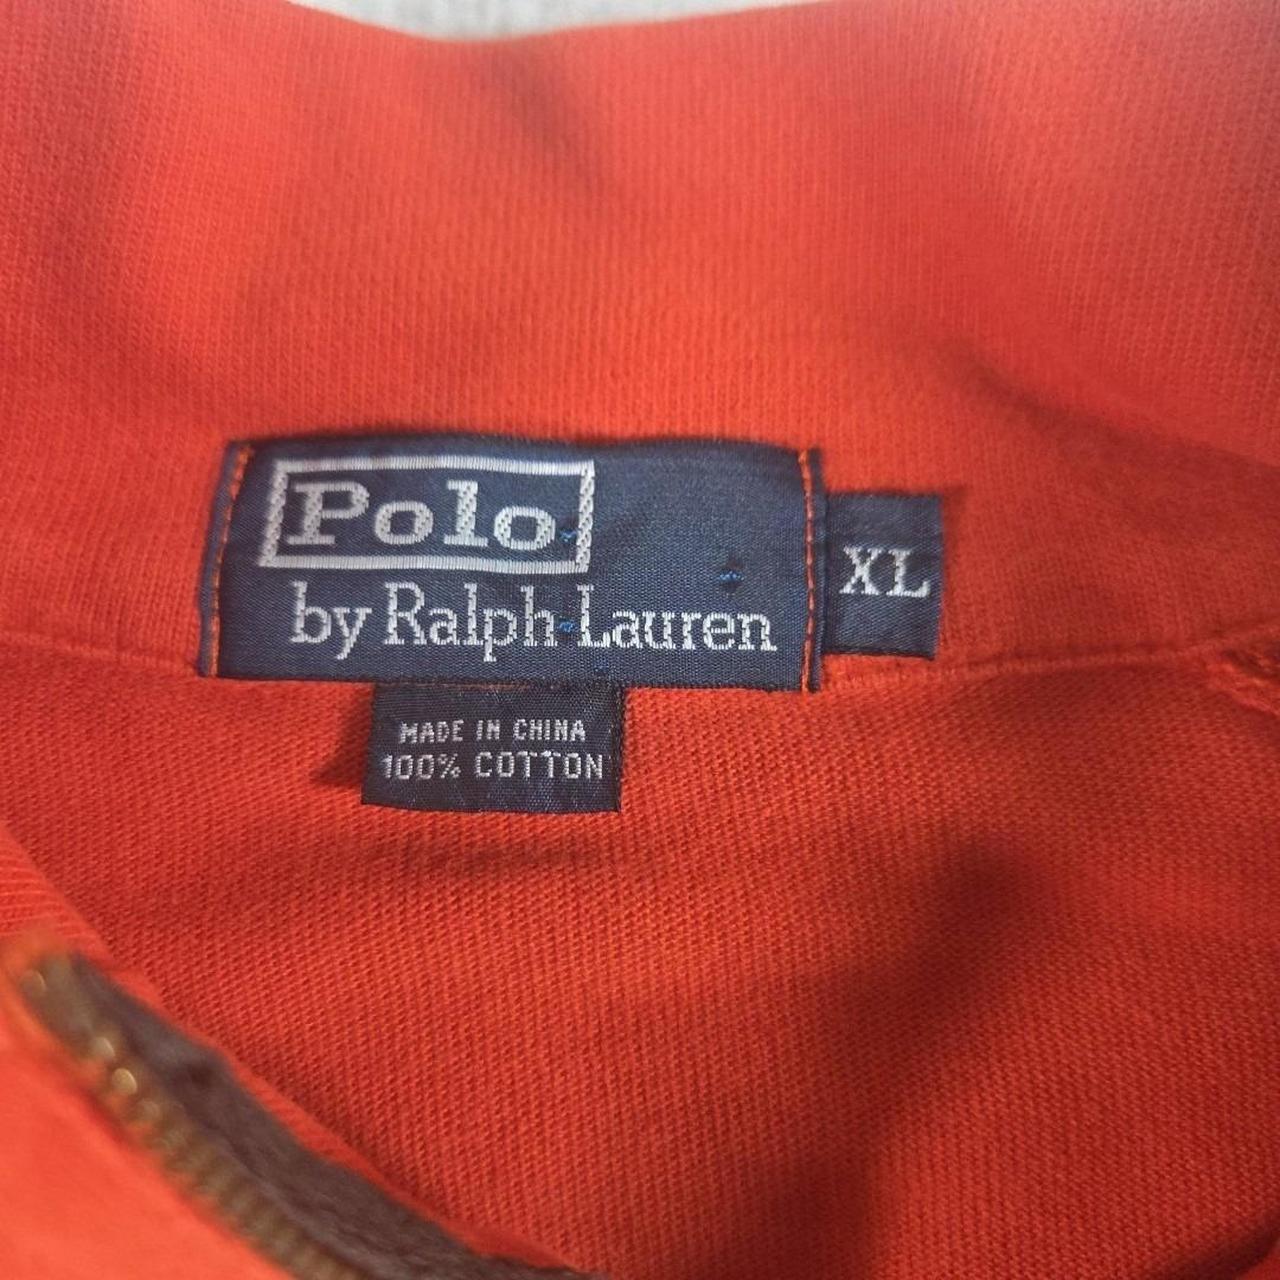 Polo
by Ralph Lauren
XL
MADE IN CHINA
100% COTTON